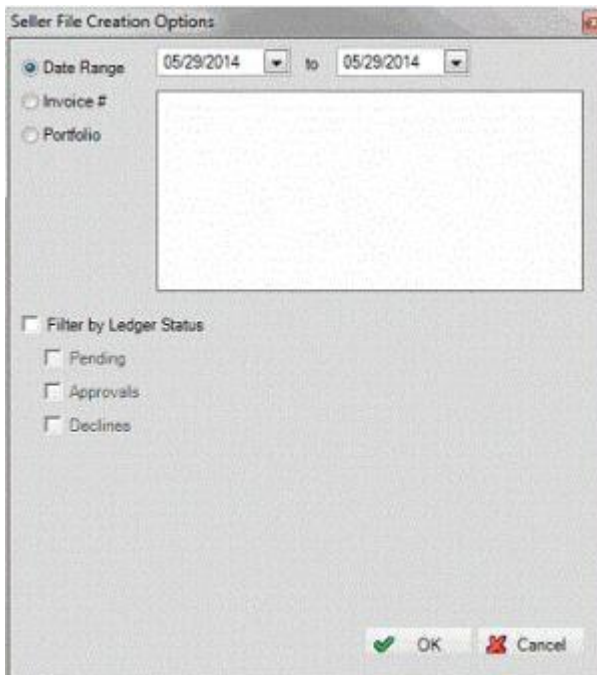 Seller File Creation Options
Date Range 05/29/2014 to 05/29/2014
Invoice #
Portfolio
Filter by Ledger Status
Pending
Approvals
Declines
OK Cancel